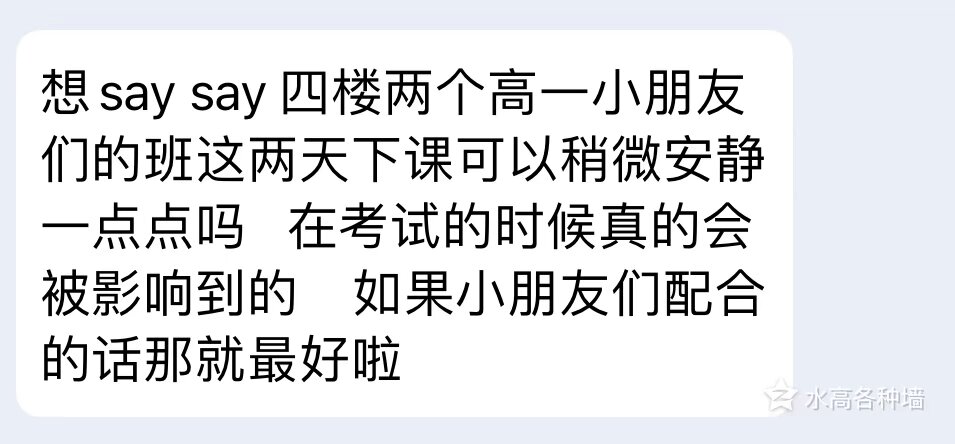 想say say 四楼两个高一小朋友
们的班这两天下课可以稍微安静
一点点吗 在考试的时候真的会
被影响到的 如果小朋友们配合
的话那就最好啦
水高各种墙